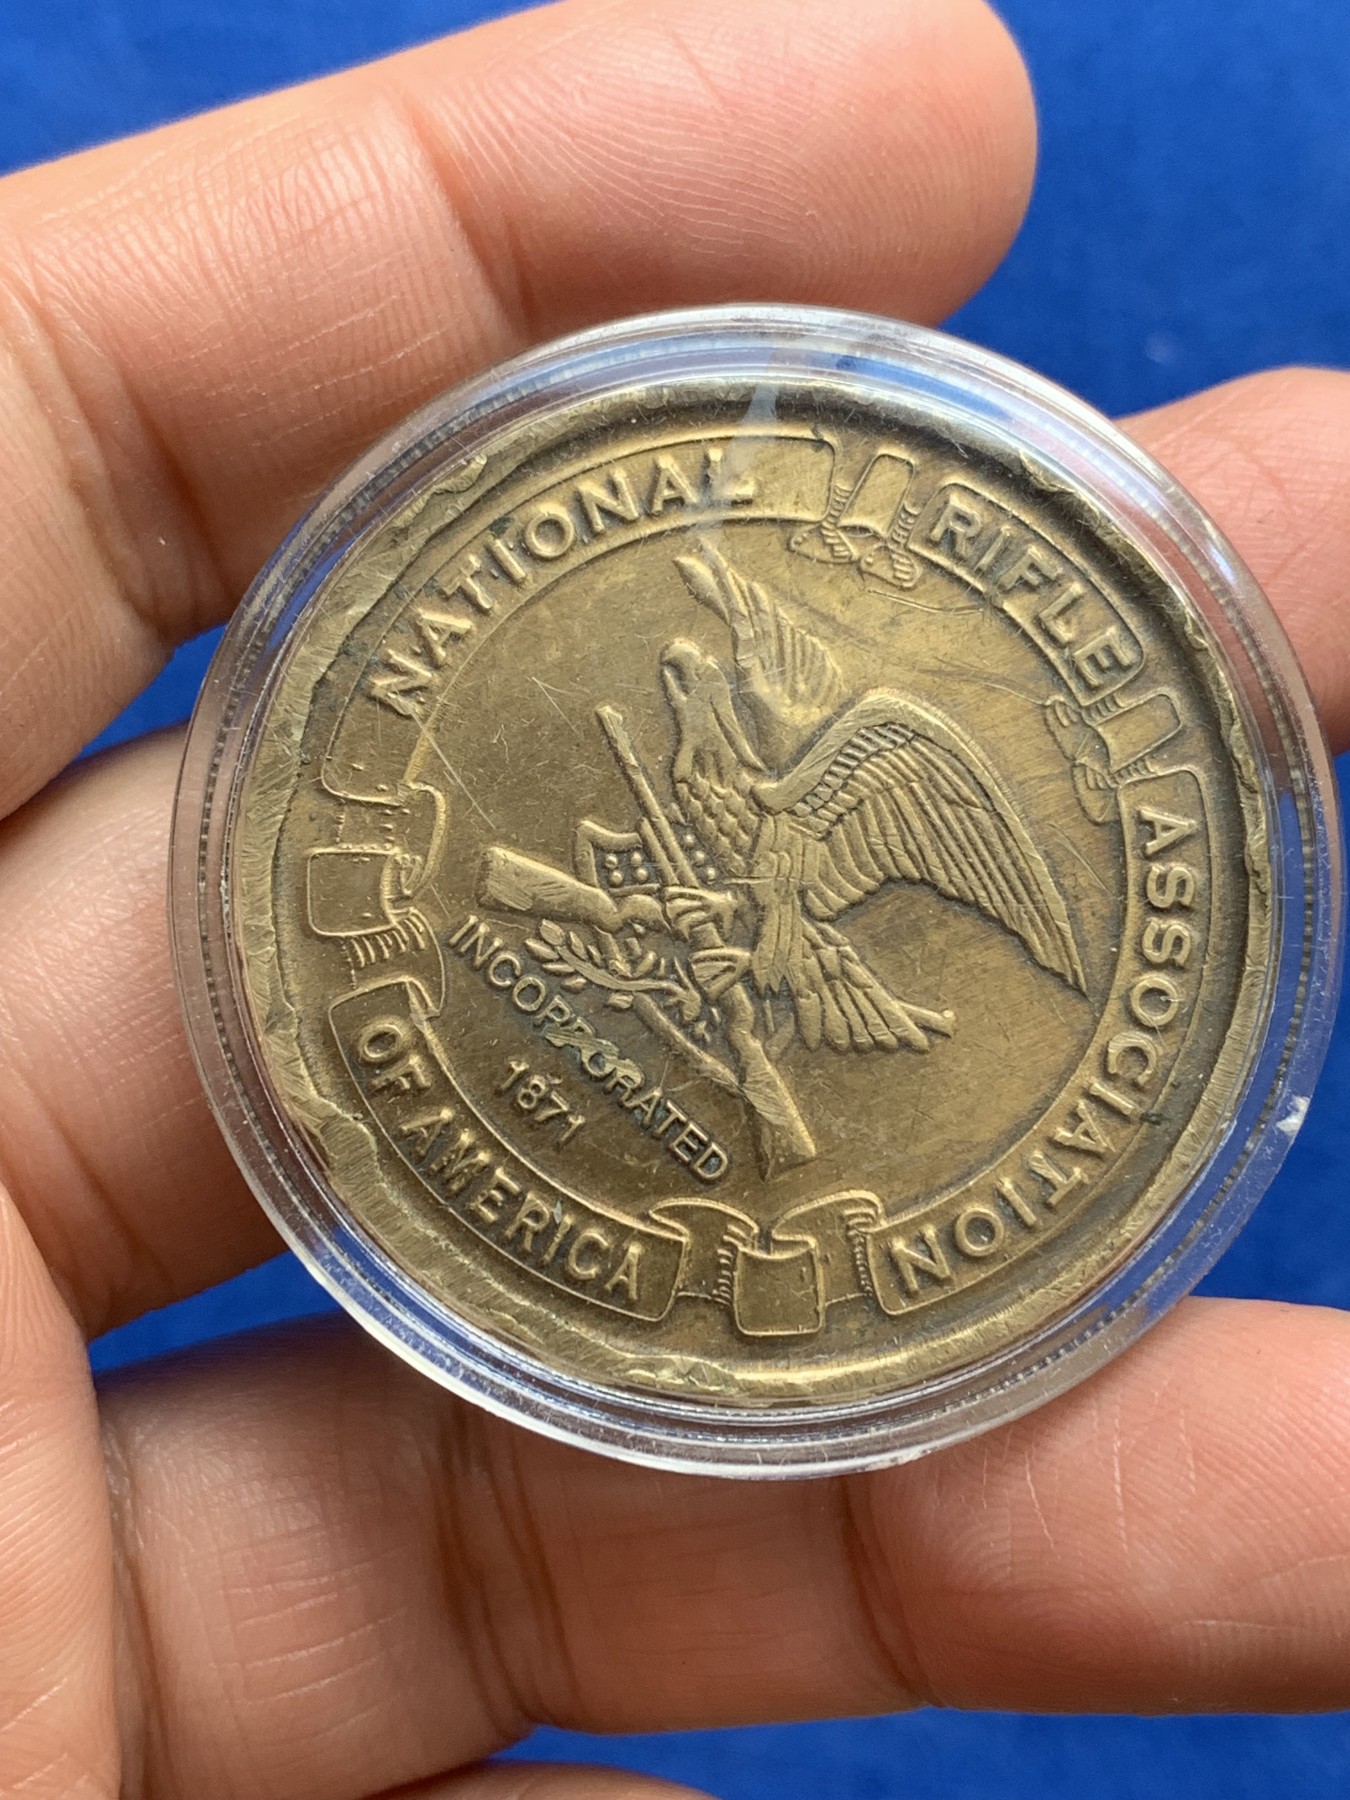 NATIONAL
RIFLE
ASSOCIATION
OF AMERICA
INCORPORATED
1871